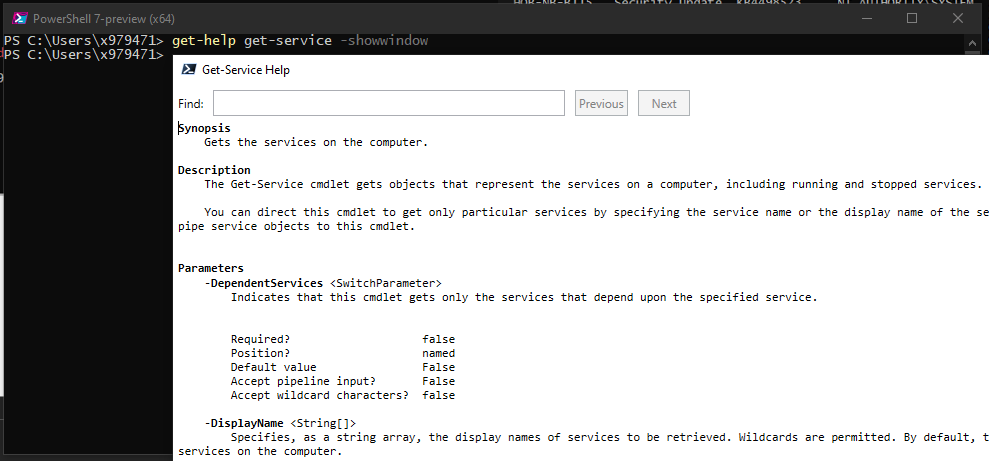 HOR-NR-BITS Security Update KB4498523 NT AUTHORITY\SYSTEM
PowerShell 7-preview (x64)
PS C:\Users\x979471> get-help get-service -showwindow
PS C:\Users\x979471>
Get-Service Help
Find:
Previous
Next
Synopsis
Gets the services on the computer.
Description
The Get-Service cmdlet gets objects that represent the services on a computer, including running and stopped services.
You can direct this cmdlet to get only particular services by specifying the service name or the display name of the se
pipe service objects to this cmdlet.
Parameters
-DependentServices <SwitchParameter>
Indicates that this cmdlet gets only the services that depend upon the specified service.
Required? false
Position? named
Default value False
Accept pipeline input? False
Accept wildcard characters? false
-DisplayName <String[]>
Specifies, as a string array, the display names of services to be retrieved. Wildcards are permitted. By default, t
services on the computer.